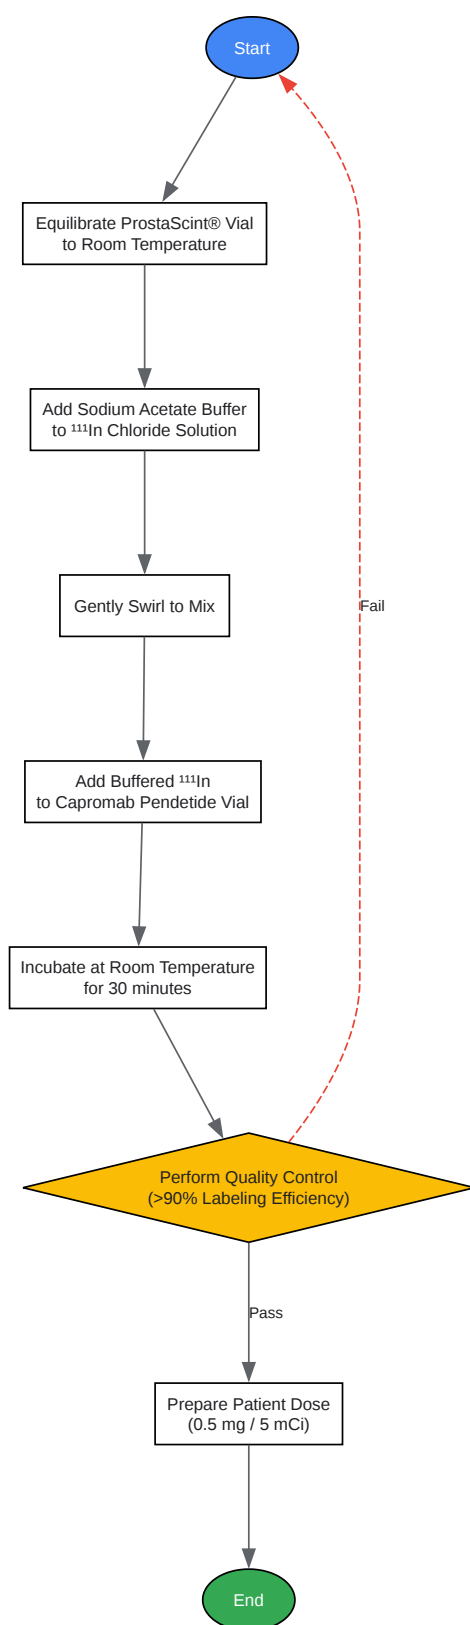 Start
Equilibrate ProstaScint® Vial
to Room Temperature
Add Sodium Acetate Buffer
to ¹¹¹In Chloride Solution
Gently Swirl to Mix
Fail
Add Buffered ¹¹¹In
to Capromab Pendetide Vial
Incubate at Room Temperature
for 30 minutes
Perform Quality Control
(>90% Labeling Efficiency)
Pass
Prepare Patient Dose
(0.5 mg / 5 mCi)
End